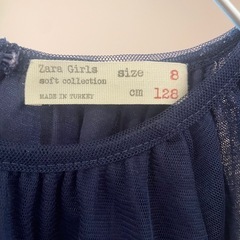 Zara Girls size 8
soft collection
MADE IN TURKEY cm 128